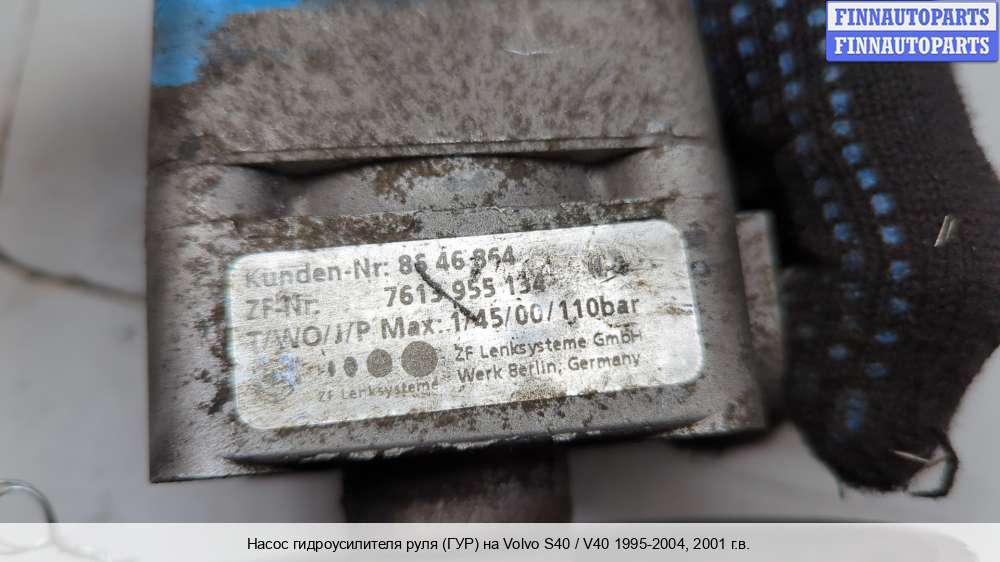 FINNAUTOPARTS
FINNAUTOPARTS
Kunden-Nr: 86 46 864
ZF-Nr. 7613 955 134
T/WO/J/P Max: 1/45/00/110bar
ZF Lenksysteme GmbH
Werk Berlin, Germany
ZF Lenksysteme
Насос гидроусилителя руля (ГУР) на Volvo S40 / V40 1995-2004, 2001 г.в.